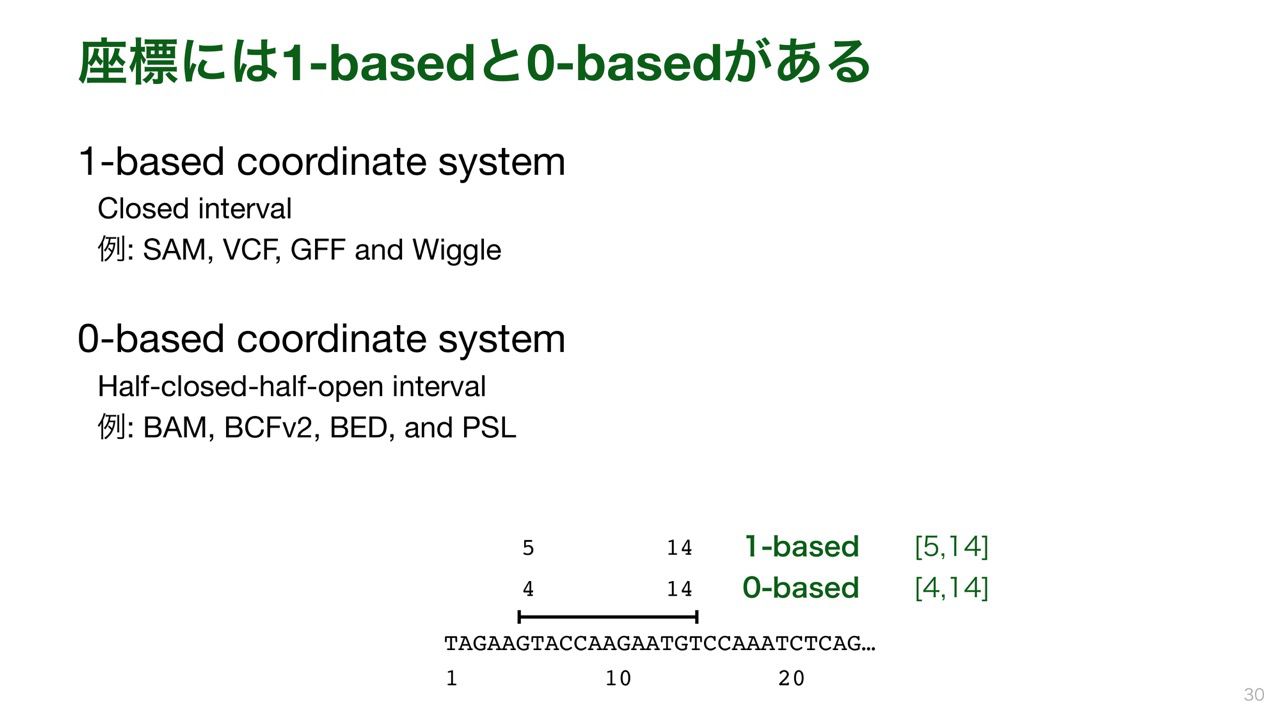 座標には1-basedと0-basedがある
1-based coordinate system
Closed interval
例: SAM, VCF, GFF and Wiggle
0-based coordinate system
Half-closed-half-open interval
例: BAM, BCFv2, BED, and PSL
5 14 1-based [5,14]
4 14 0-based [4,14]
TAGAAGTACCAAGAATGTCCAAATCTCAG…
1 10 20
30